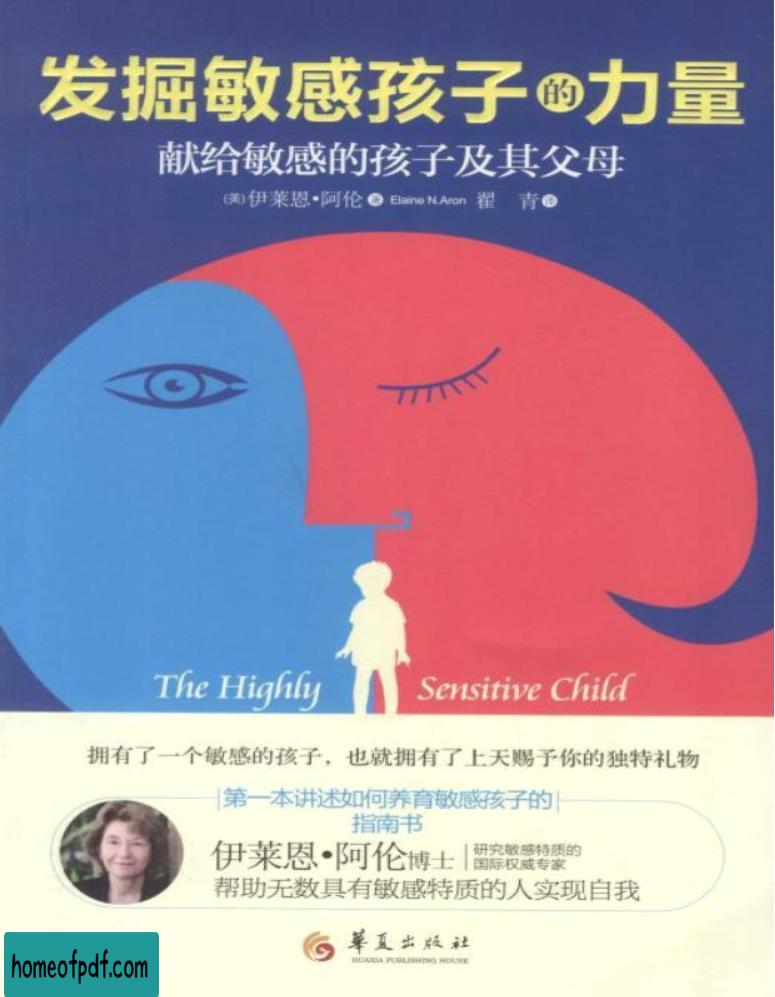 发掘敏感孩子的力量
献给敏感的孩子及其父母
(美)伊莱恩·阿伦 著 Elaine N.Aron 翟 青 译
The Highly Sensitive Child
拥有了一个敏感的孩子，也就拥有了上天赐予你的独特礼物
第一本讲述如何养育敏感孩子的
指南书
伊莱恩·阿伦博士
研究敏感特质的
国际权威专家
帮助无数具有敏感特质的人实现自我
華夏出版社
HUAXIA PUBLISHING HOUSE
homeofpdf.com